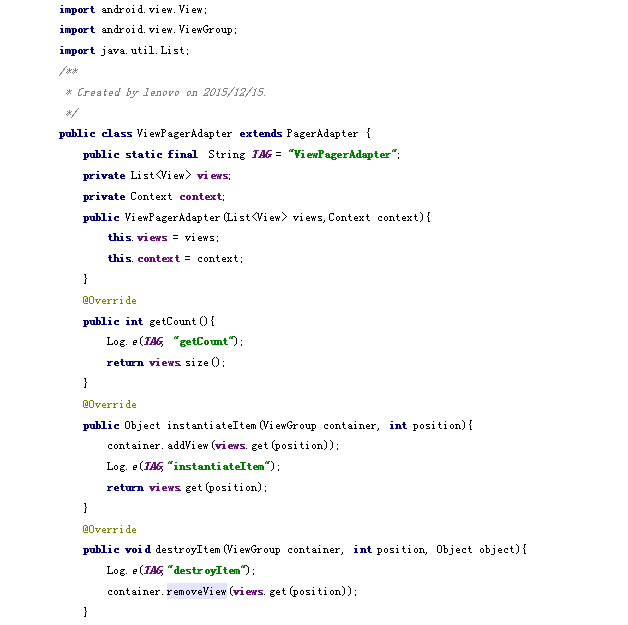 import android.view.View;
import android.view.ViewGroup;
import java.util.List;
/**
 * Created by lenovo on 2015/12/15.
 */
public class ViewPagerAdapter extends PagerAdapter {
    public static final  String TAG = "ViewPagerAdapter";
    private List<View> views;
    private Context context;
    public ViewPagerAdapter(List<View> views,Context context){
        this.views = views;
        this.context = context;
    }
    @Override
    public int getCount(){
        Log.e(TAG, "getCount");
        return views.size();
    }
    @Override
    public Object instantiateItem(ViewGroup container, int position){
        container.addView(views.get(position));
        Log.e(TAG,"instantiateItem");
        return views.get(position);
    }
    @Override
    public void destroyItem(ViewGroup container, int position, Object object){
        Log.e(TAG,"destroyItem");
        container.removeView(views.get(position));
    }